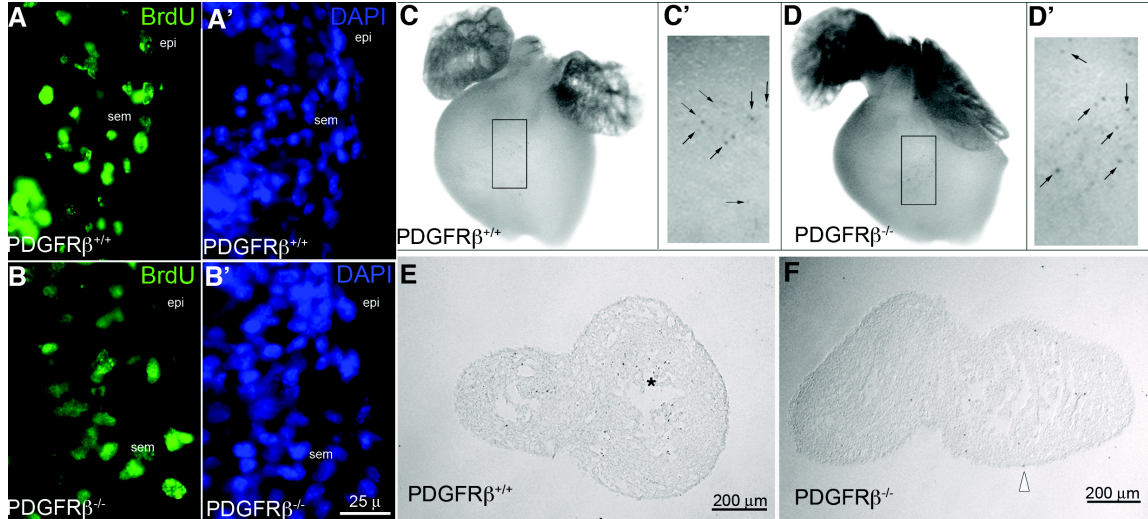 A BrdU epi sem PDGFRβ+/+
A’ DAPI epi sem PDGFRβ+/+
C PDGFRβ+/+
C’
D PDGFRβ-/-
D’
B BrdU epi sem PDGFRβ-/-
B’ DAPI epi sem 25 μ PDGFRβ-/-
E * PDGFRβ+/+ 200 μm
F PDGFRβ-/- 200 μm